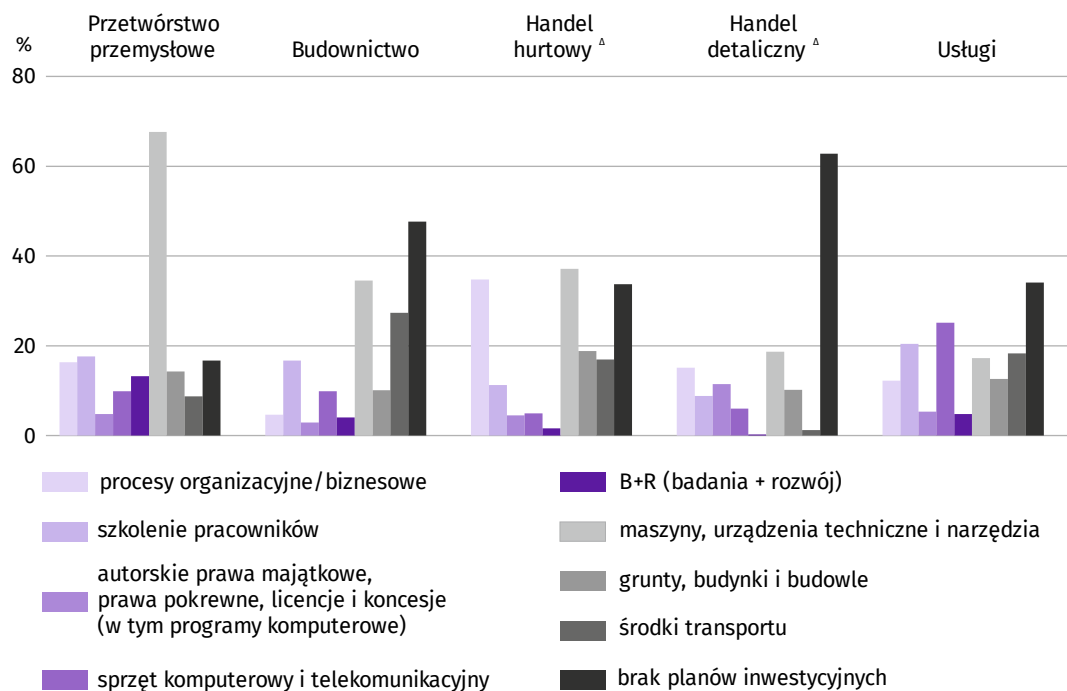 %
Przetwórstwo
przemysłowe
Budownictwo
Handel
hurtowy Δ
Handel
detaliczny Δ
Usługi
80
60
40
20
0
procesy organizacyjne/biznesowe
szkolenie pracowników
autorskie prawa majątkowe,
prawa pokrewne, licencje i koncesje
(w tym programy komputerowe)
sprzęt komputerowy i telekomunikacyjny
B+R (badania + rozwój)
maszyny, urządzenia techniczne i narzędzia
grunty, budynki i budowle
środki transportu
brak planów inwestycyjnych